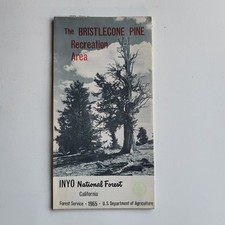 The BRISTLECONE PINE
Recreation
Area
INYO National Forest
California
Forest Service - 1965 - U.S. Department of Agriculture